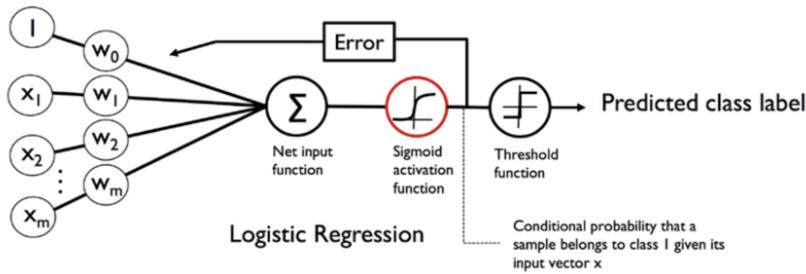 1
w0
Error
x1
w1
Σ
Predicted class label
x2
w2
Net input
function
Sigmoid
activation
function
Threshold
function
⋮
wm
xm
Logistic Regression
Conditional probability that a
sample belongs to class 1 given its
input vector x